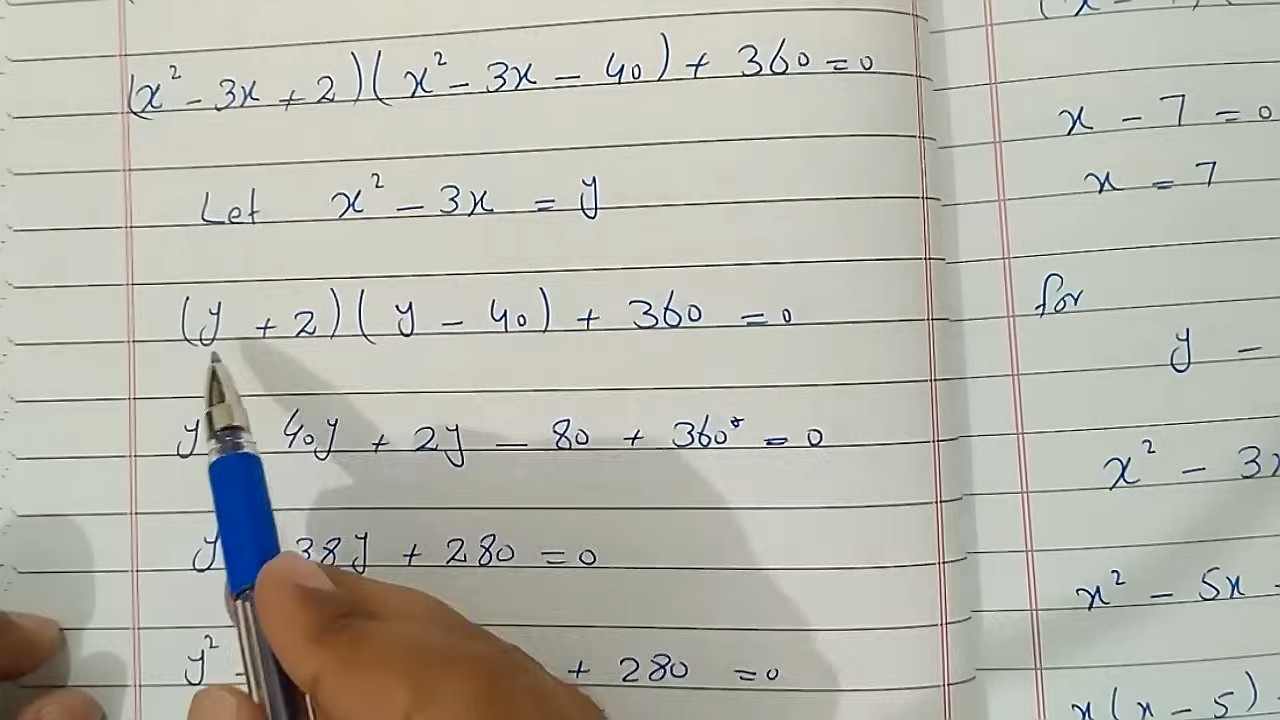 (x² - 3x + 2)(x² - 3x - 40) + 360 = 0
Let x² - 3x = y
(y + 2)(y - 40) + 360 = 0
y 40y + 2y - 80 + 360 = 0
y 38y + 280 = 0
y² - + 280 = 0
x - 7 = 0
x = 7
for
y -
x² - 3x
x² - 5x
x(x - 5)